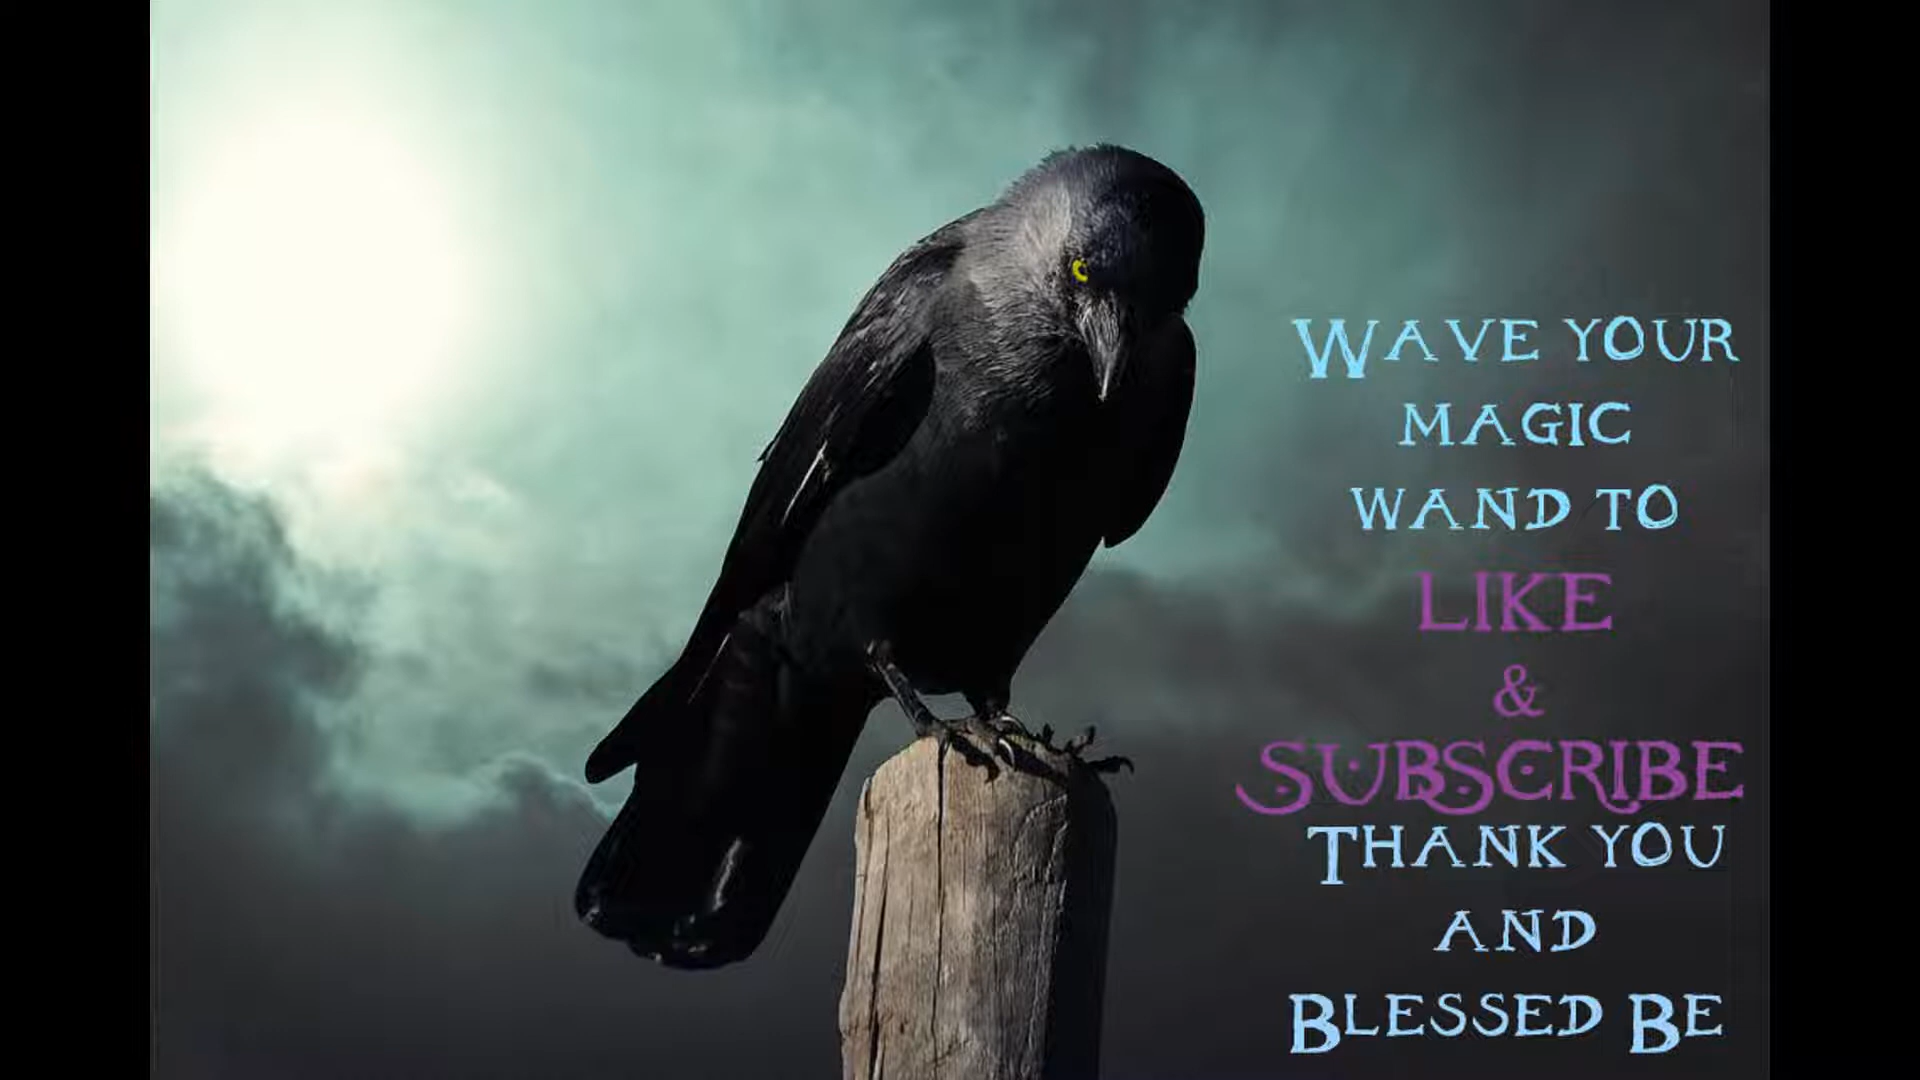 Wave your
magic
wand to
LIKE
&
SUBSCRIBE
Thank you
and
Blessed Be